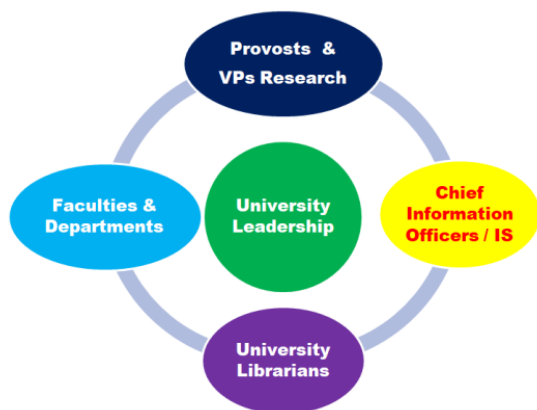 Provosts &
VPs Research
Faculties &
Departments
University
Leadership
Chief
Information
Officers / IS
University
Librarians